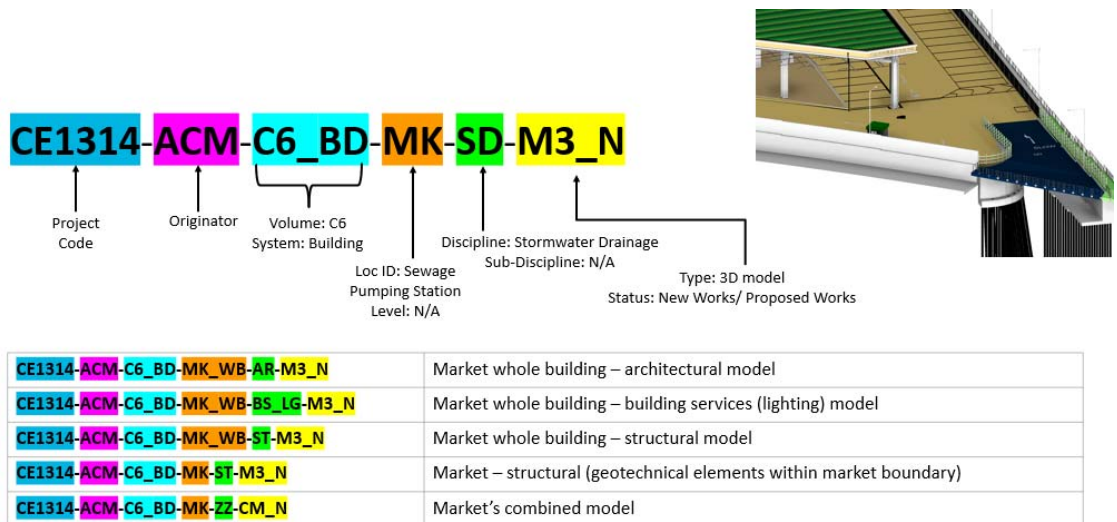 CE1314-ACM-C6_BD-MK-SD-M3_N
Project
Code
Originator
Volume: C6
System: Building
Loc ID: Sewage
Pumping Station
Level: N/A
Discipline: Stormwater Drainage
Sub-Discipline: N/A
Type: 3D model
Status: New Works/ Proposed Works
CE1314-ACM-C6_BD-MK_WB-AR-M3_N Market whole building – architectural model
CE1314-ACM-C6_BD-MK_WB-BS_LG-M3_N Market whole building – building services (lighting) model
CE1314-ACM-C6_BD-MK_WB-ST-M3_N Market whole building – structural model
CE1314-ACM-C6_BD-MK-ST-M3_N Market – structural (geotechnical elements within market boundary)
CE1314-ACM-C6_BD-MK-ZZ-CM_N Market's combined model